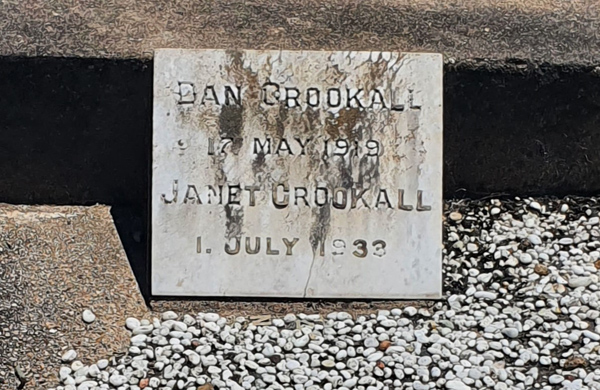 DAN CROOKALL
17 MAY 1919
JANET CROOKALL
1. JULY 1933